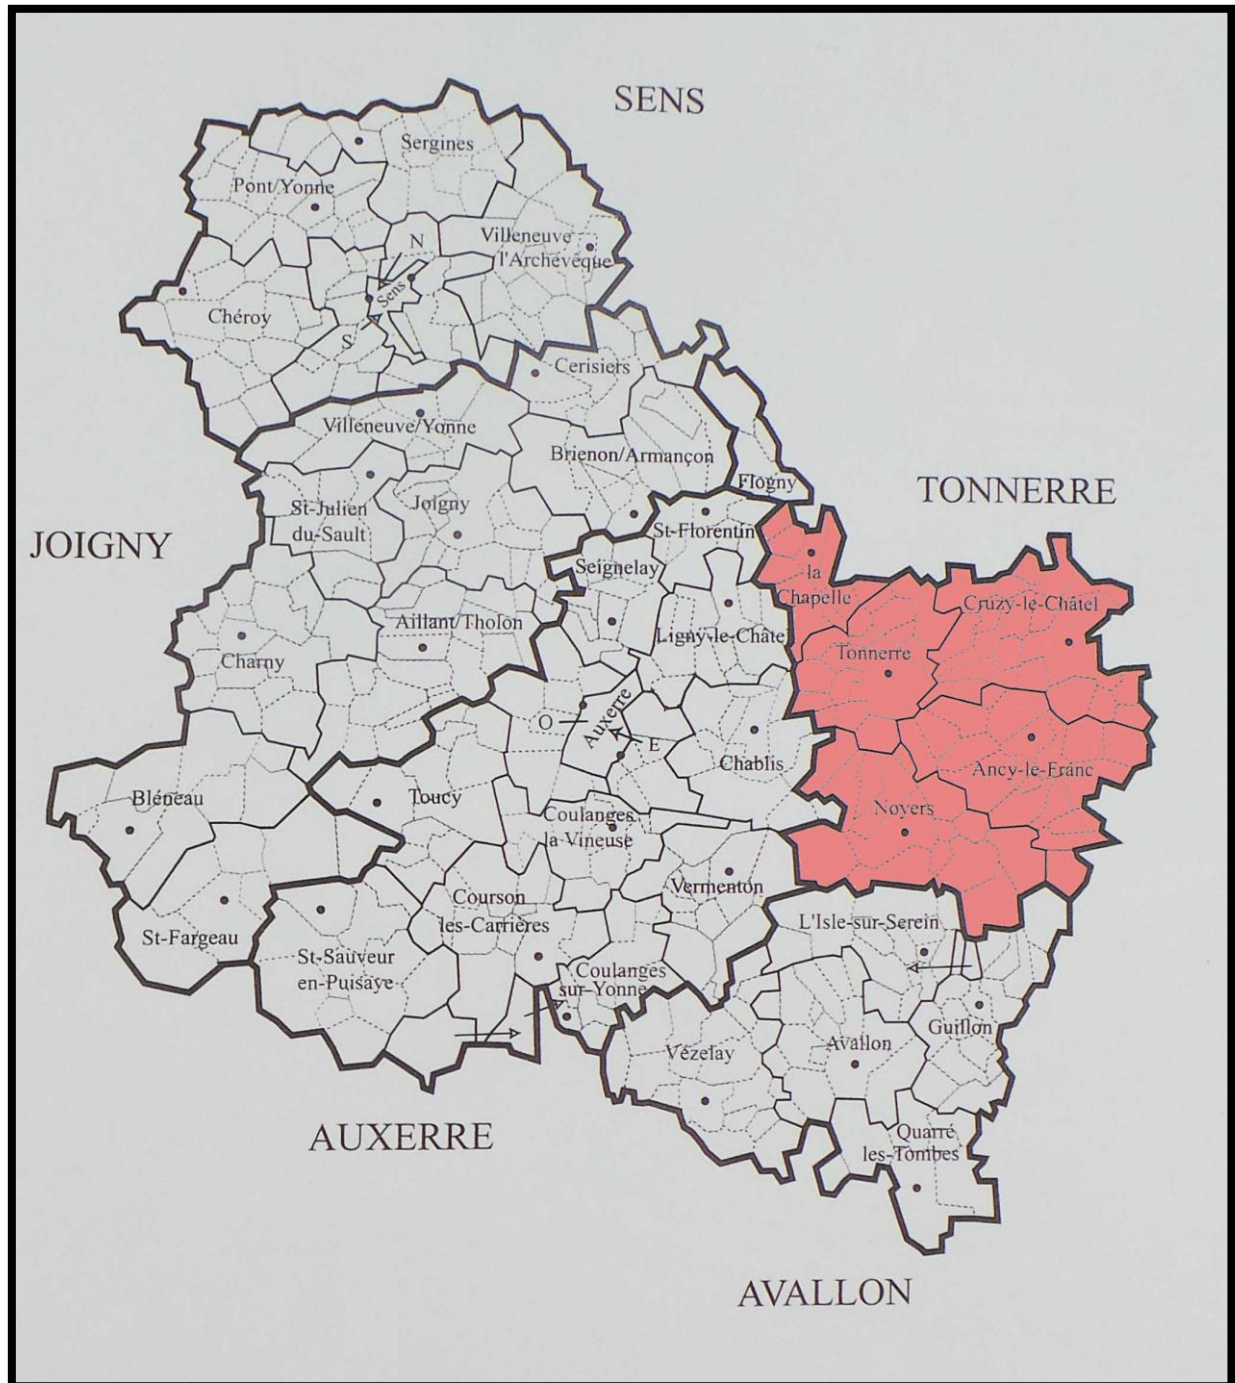 SENS
Sergines
Pont/Yonne
Villeneuve
l'Archevêque
N
Sens
Chéroy
S
Cerisiers
Villeneuve/Yonne
Brienon/Armançon
Flogny
TONNERRE
St-Julien
du-Sault
Joigny
St-Florentin
JOIGNY
Seignelay
la
Chapelle
Cruzy-le-Châtel
Aillant/Tholon
Ligny-le-Châtel
Charny
Tonnerre
O
Auxerre
E
Chablis
Ancy-le-Franc
Bléneau
Toucy
Noyers
Coulanges
la-Vineuse
Courson
les-Carrières
Vermenton
St-Fargeau
L'Isle-sur-Serein
St-Sauveur
en-Puisaye
Coulanges
sur-Yonne
Guillon
Vézelay
Avallon
AUXERRE
Quarré
les-Tombes
AVALLON